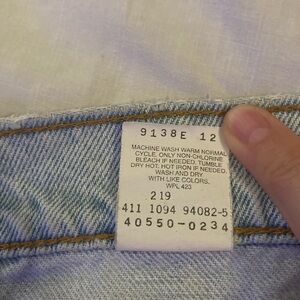 9138E 12
MACHINE WASH WARM NORMAL
CYCLE, ONLY NON-CHLORINE
BLEACH IF NEEDED. TUMBLE
DRY HOT. HOT IRON IF NEEDED.
WASH AND DRY
WITH LIKE COLORS.
WPL 423
219
411 1094 94082-5
40550-0234